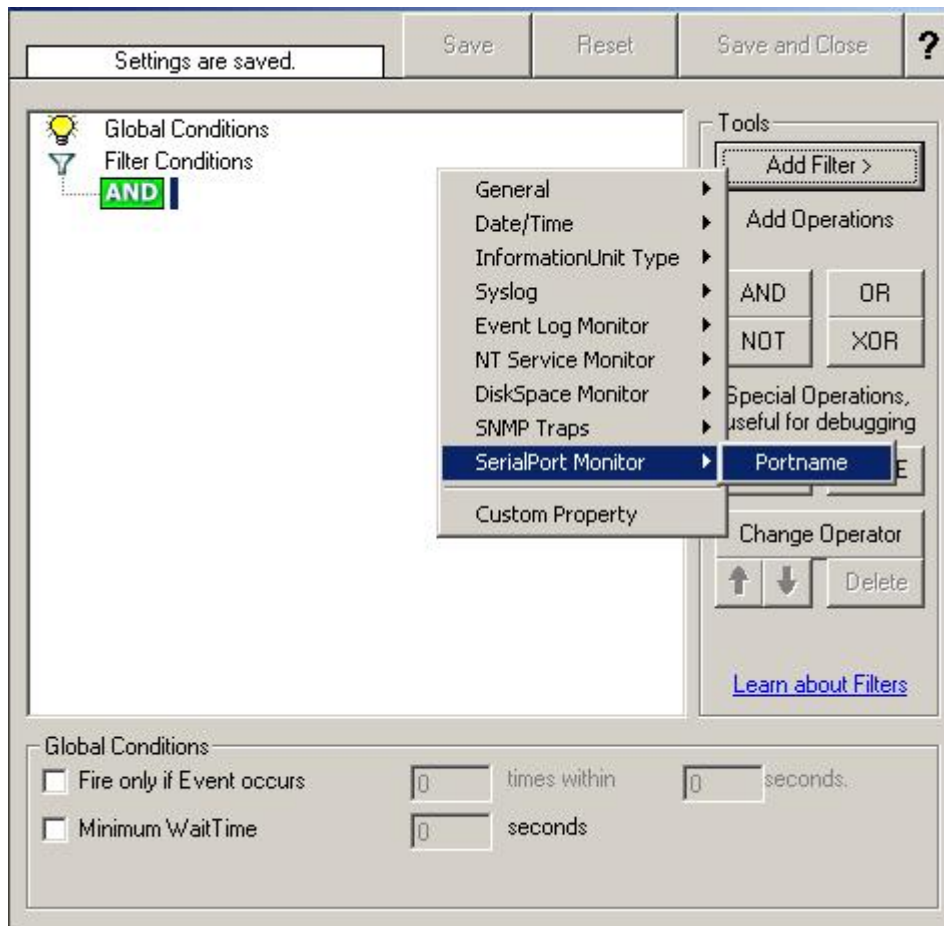 Settings are saved.
Save
Reset
Save and Close
?
Global Conditions
Filter Conditions
AND
General
Date/Time
InformationUnit Type
Syslog
Event Log Monitor
NT Service Monitor
DiskSpace Monitor
SNMP Traps
SerialPort Monitor
Portname
Custom Property
Tools
Add Filter >
Add Operations
AND
OR
NOT
XOR
Special Operations,
useful for debugging
E
Change Operator
Delete
Learn about Filters
Global Conditions
Fire only if Event occurs
0
times within
0
seconds.
Minimum WaitTime
0
seconds